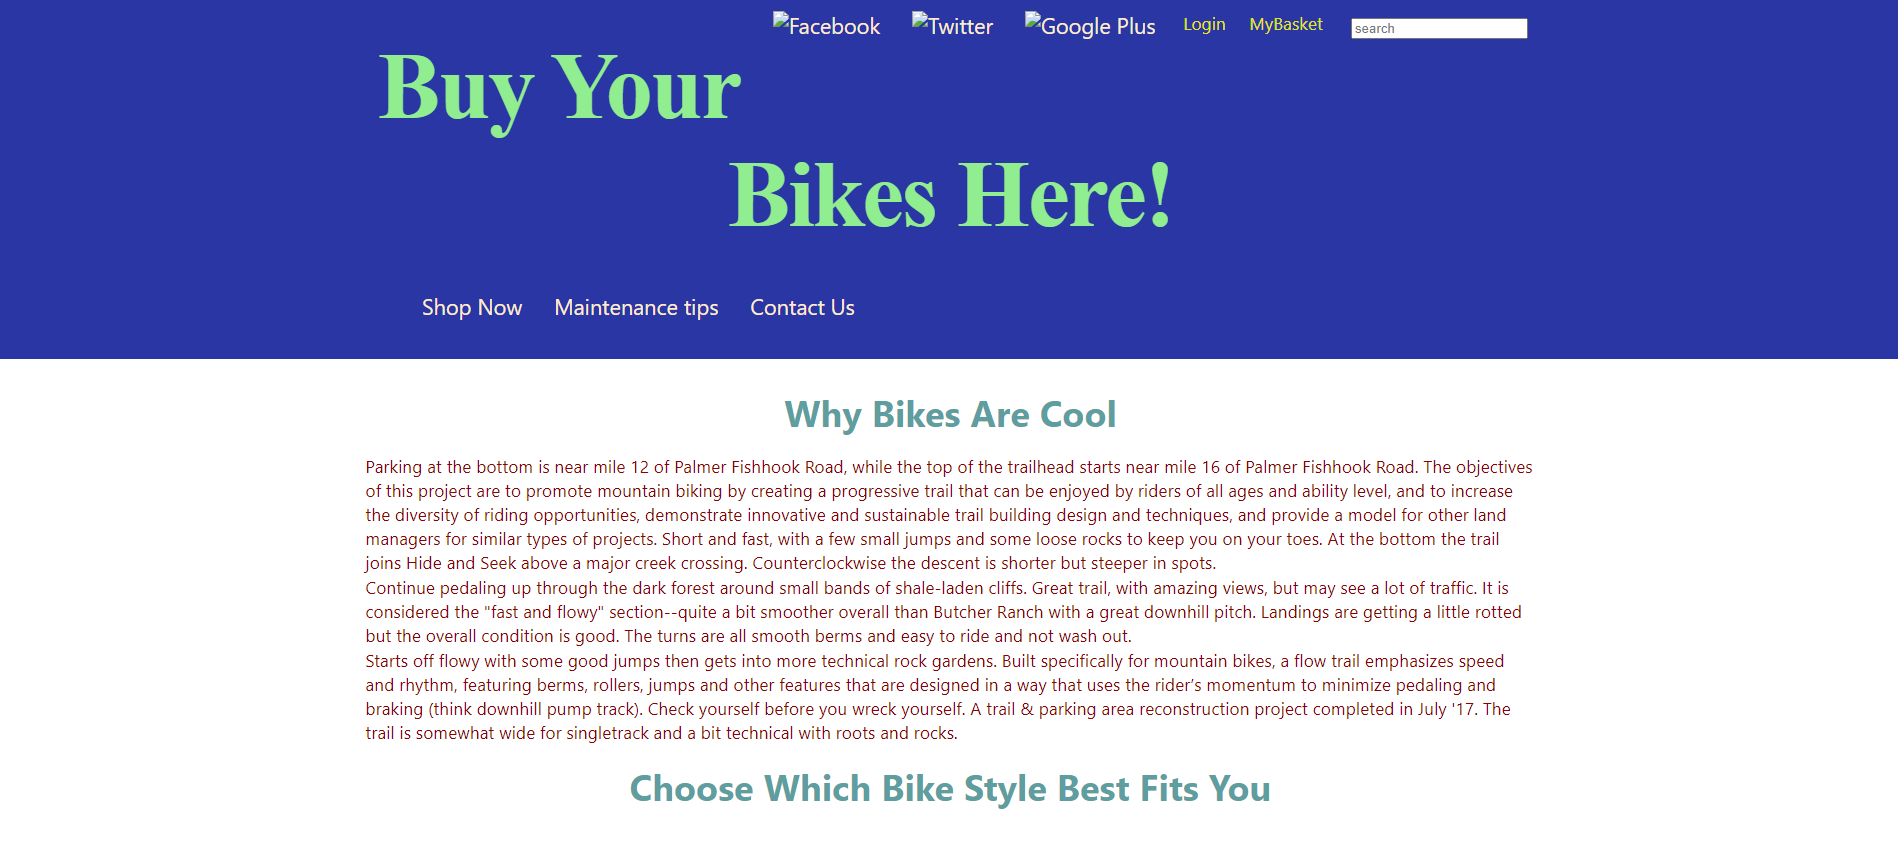 Facebook Twitter Google Plus Login MyBasket search
Buy Your
Bikes Here!
Shop Now Maintenance tips Contact Us
Why Bikes Are Cool
Parking at the bottom is near mile 12 of Palmer Fishhook Road, while the top of the trailhead starts near mile 16 of Palmer Fishhook Road. The objectives
of this project are to promote mountain biking by creating a progressive trail that can be enjoyed by riders of all ages and ability level, and to increase
the diversity of riding opportunities, demonstrate innovative and sustainable trail building design and techniques, and provide a model for other land
managers for similar types of projects. Short and fast, with a few small jumps and some loose rocks to keep you on your toes. At the bottom the trail
joins Hide and Seek above a major creek crossing. Counterclockwise the descent is shorter but steeper in spots.
Continue pedaling up through the dark forest around small bands of shale-laden cliffs. Great trail, with amazing views, but may see a lot of traffic. It is
considered the "fast and flowy" section--quite a bit smoother overall than Butcher Ranch with a great downhill pitch. Landings are getting a little rotted
but the overall condition is good. The turns are all smooth berms and easy to ride and not wash out.
Starts off flowy with some good jumps then gets into more technical rock gardens. Built specifically for mountain bikes, a flow trail emphasizes speed
and rhythm, featuring berms, rollers, jumps and other features that are designed in a way that uses the rider’s momentum to minimize pedaling and
braking (think downhill pump track). Check yourself before you wreck yourself. A trail & parking area reconstruction project completed in July '17. The
trail is somewhat wide for singletrack and a bit technical with roots and rocks.
Choose Which Bike Style Best Fits You